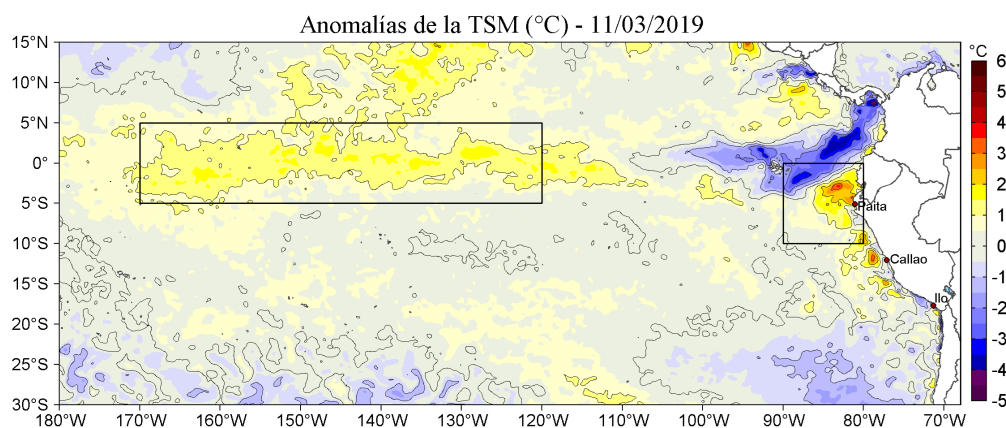 Anomalías de la TSM (°C) - 11/03/2019
15°N
10°N
5°N
0°
5°S
10°S
15°S
20°S
25°S
30°S
180°W
170°W
160°W
150°W
140°W
130°W
120°W
110°W
100°W
90°W
80°W
70°W
Paita
Callao
Ilo
°C
6
5
4
3
2
1
0
-1
-2
-3
-4
-5